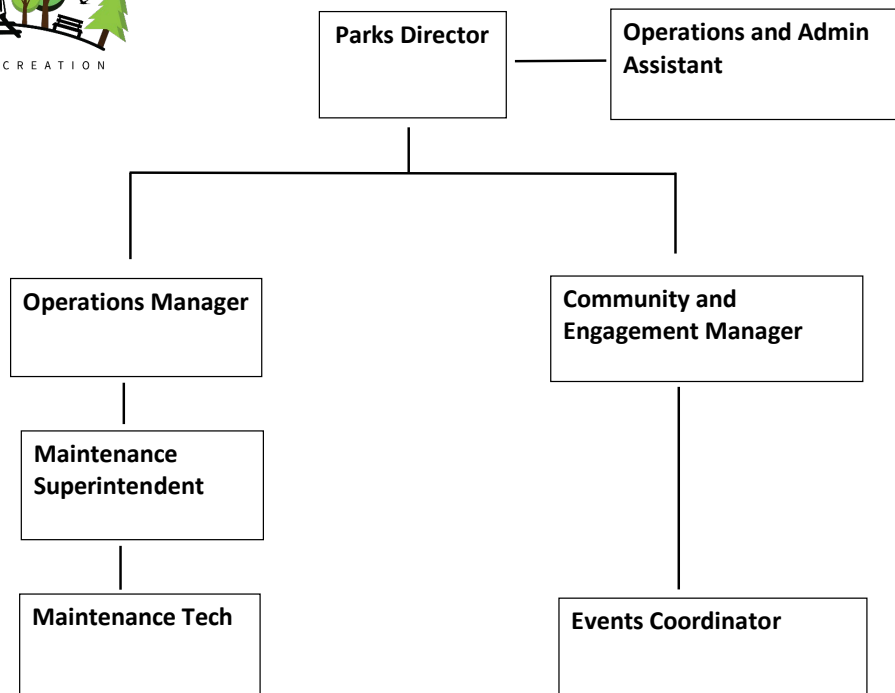 CREATION
Parks Director
Operations and Admin
Assistant
Operations Manager
Community and
Engagement Manager
Maintenance
Superintendent
Maintenance Tech
Events Coordinator